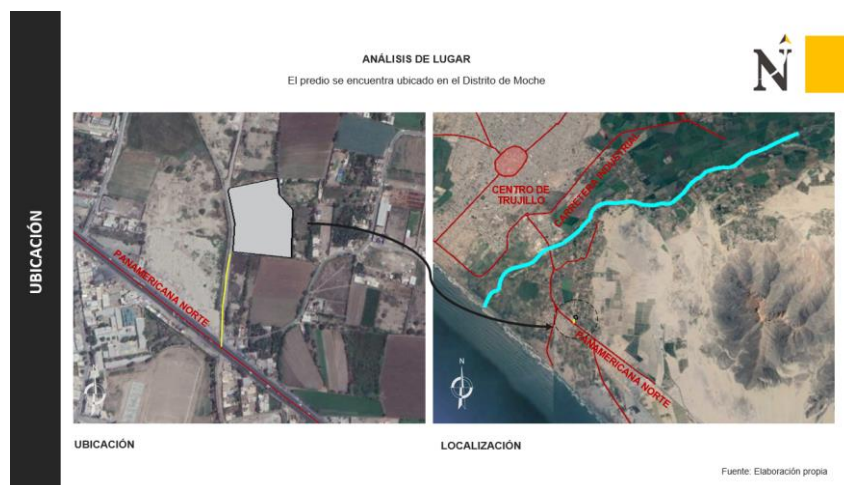 ANÁLISIS DE LUGAR
El predio se encuentra ubicado en el Distrito de Moche
N
UBICACIÓN
PANAMERICANA NORTE
CENTRO DE
TRUJILLO
CARRETERA INDUSTRIAL
PANAMERICANA NORTE
N
UBICACIÓN
LOCALIZACIÓN
Fuente: Elaboración propia